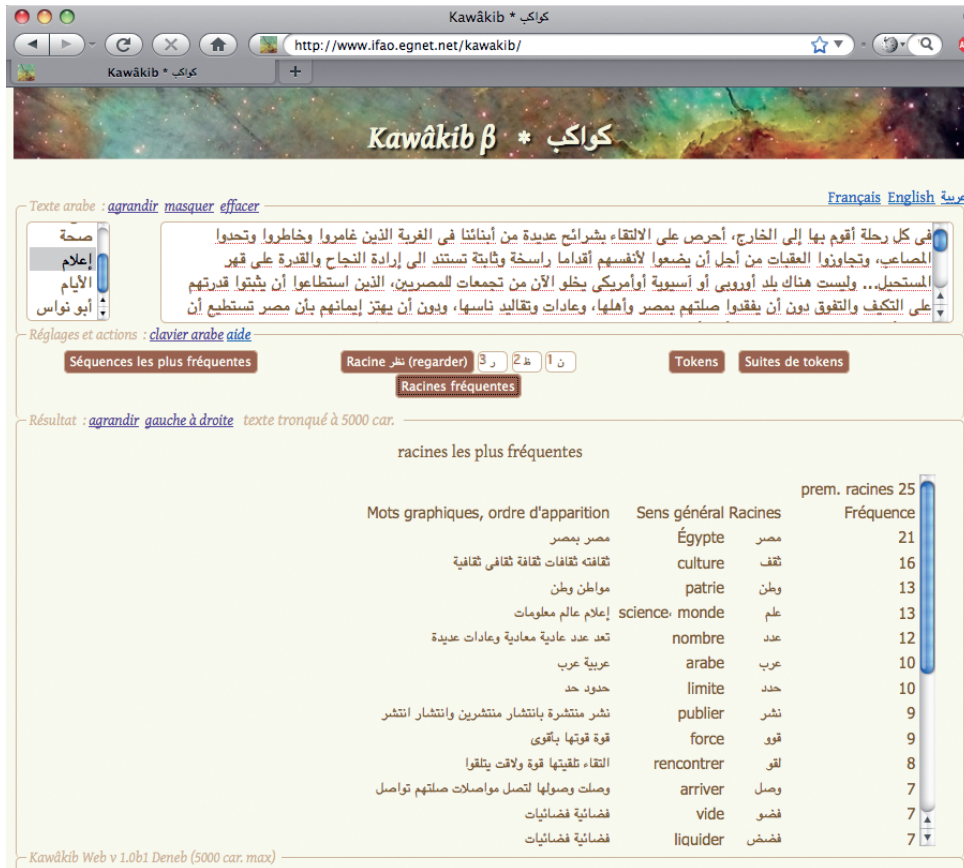 Kawâkib * كواكب
http://www.ifao.egnet.net/kawakib/
Kawâkib * كواكب
Kawâkib β * كواكب
Français English
Texte arabe : agrandir masquer effacer
صحة
إعلام
الأيام
أبو نواس
فى كل رحلة أقوم بها إلى الخارج، أحرص على الالتقاء بشرائح عديدة من أبنائنا فى الغربة الذين غامروا وخاطروا وتحدوا
المصاعب، وتجاوزوا العقبات من أجل أن يضعوا لأنفسهم أقداما راسخة وثابتة تستند الى إرادة النجاح والقدرة على قهر
المستحيل... وليست هناك بلد أوروبى أو آسيوية أوأمريكى يخلو الآن من تجمعات للمصريين، الذين استطاعوا أن يثبتوا قدرتهم
على التكيف والتفوق دون أن يفقدوا صلتهم بمصر وأهلها، وعادات وتقاليد ناسها، ودون أن يهتز إيمانهم بأن مصر تستطيع أن
Réglages et actions : clavier arabe aide
Séquences les plus fréquentes
Racine نظر (regarder)
3 ر
2 ظ
1 ن
Tokens
Suites de tokens
Racines fréquentes
Résultat : agrandir gauche à droite texte tronqué à 5000 car.
racines les plus fréquentes
prem. racines 25
Mots graphiques, ordre d'apparition Sens général Racines Fréquence
مصر بمصر Égypte مصر 21
ثقافته ثقافات ثقافة ثقافى ثقافية culture ثقف 16
مواطن وطن patrie وطن 13
إعلام عالم معلومات science، monde علم 13
تعد عدد عادية معادية وعادات عديدة nombre عدد 12
عربية عرب arabe عرب 10
حدود حد limite حدد 10
نشر منتشرة بانتشار منتشرين وانتشار انتشر publier نشر 9
قوة قوتها بأقوى force قوو 9
التقاء تلقيتها قوة ولاقت يتلقوا rencontrer لقو 8
وصلت وصولها لتصل مواصلات صلتهم تواصل arriver وصل 7
فضائية فضائيات vide فضو 7
فضائية فضائيات liquider فضض 7
Kawâkib Web v 1.0b1 Deneb (5000 car. max)